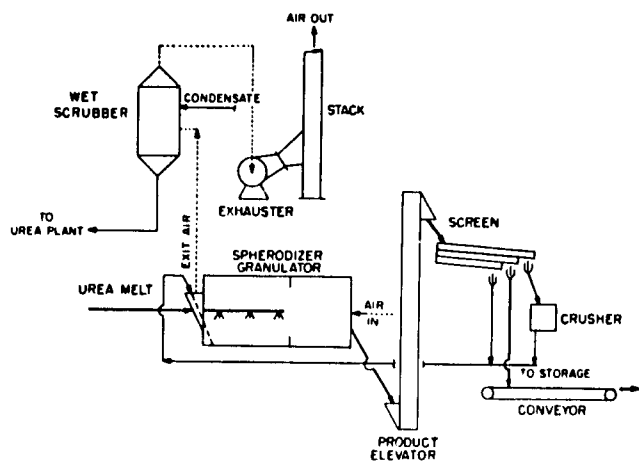 AIR OUT
WET
SCRUBBER
CONDENSATE
STACK
EXHAUSTER
TO
UREA PLANT
EXIT AIR
SCREEN
SPHERODIZER
GRANULATOR
UREA MELT
AIR
IN
CRUSHER
TO STORAGE
CONVEYOR
PRODUCT
ELEVATOR